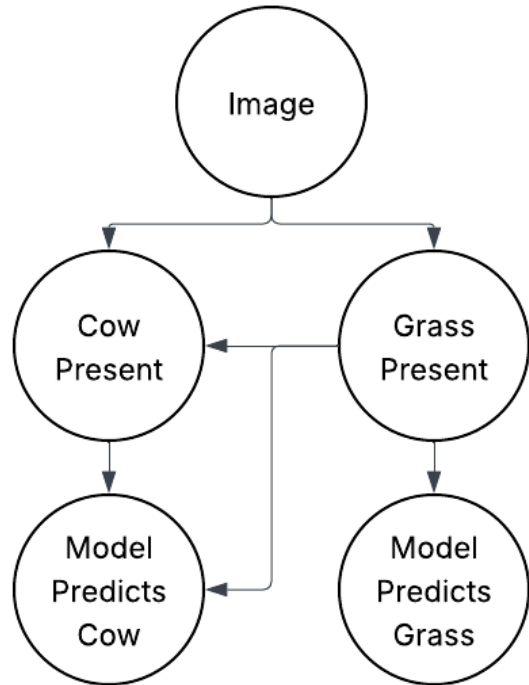 Image
Cow
Present
Grass
Present
Model
Predicts
Cow
Model
Predicts
Grass